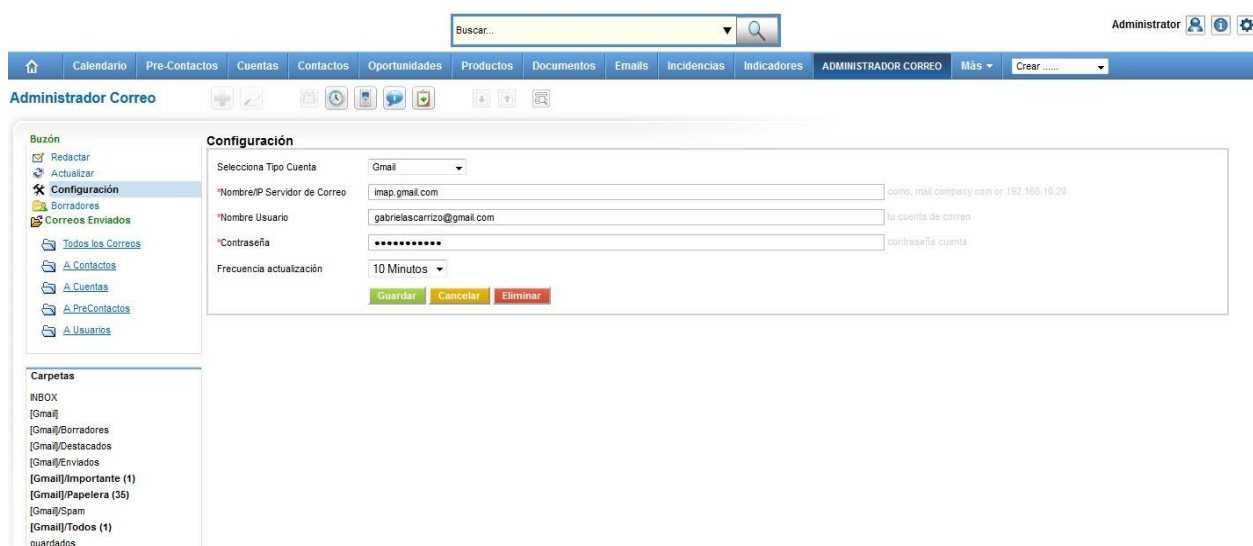 Buscar...
Administrator
Calendario Pre-Contactos Cuentas Contactos Oportunidades Productos Documentos Emails Incidencias Indicadores ADMINISTRADOR CORREO Más Crear ......
Administrador Correo
Buzón
Redactar
Actualizar
Configuración
Borradores
Correos Enviados
Todos los Correos
A Contactos
A Cuentas
A PreContactos
A Usuarios
Carpetas
INBOX
[Gmail]
[Gmail]/Borradores
[Gmail]/Destacados
[Gmail]/Enviados
[Gmail]/Importante (1)
[Gmail]/Papelera (35)
[Gmail]/Spam
[Gmail]/Todos (1)
guardados
Configuración
Selecciona Tipo Cuenta Gmail
*Nombre/IP Servidor de Correo imap.gmail.com como, mail.company.com or 192.168.10.20
*Nombre Usuario gabrielascarrizo@gmail.com tu cuenta de correo
*Contraseña ●●●●●●●●●●● contraseña cuenta
Frecuencia actualización 10 Minutos
Guardar Cancelar Eliminar